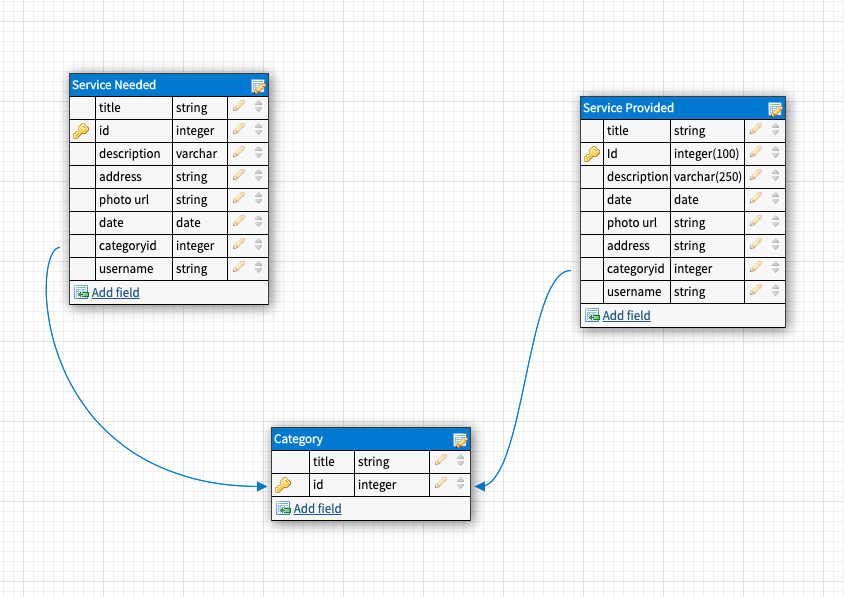 Service Needed
title string
id integer
description varchar
address string
photo url string
date date
categoryid integer
username string
Add field
Service Provided
title string
Id integer(100)
description varchar(250)
date date
photo url string
address string
categoryid integer
username string
Add field
Category
title string
id integer
Add field